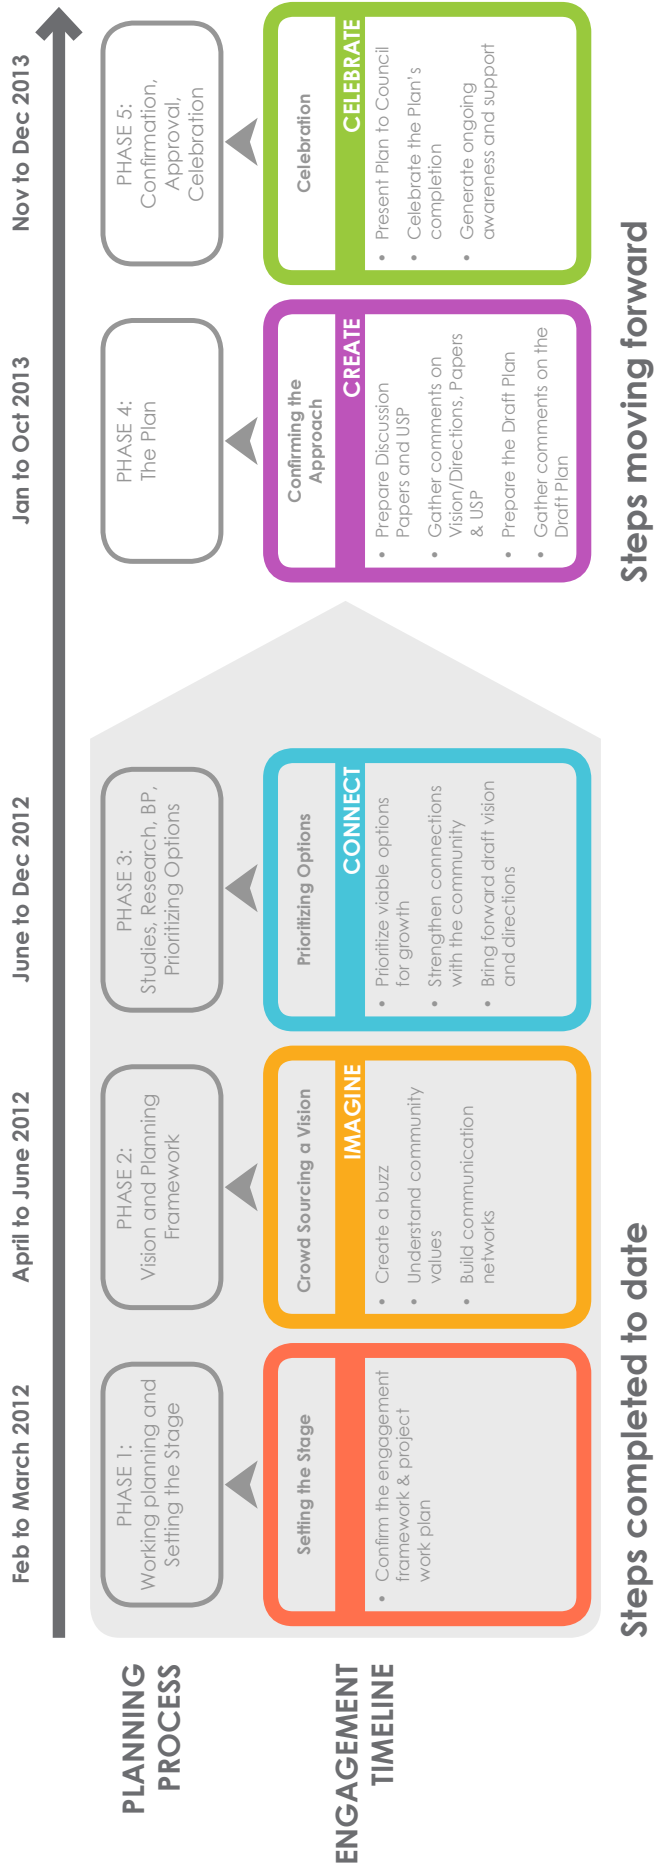 Feb to March 2012
April to June 2012
June to Dec 2012
Jan to Oct 2013
Nov to Dec 2013
PLANNING
PROCESS
PHASE 1:
Working planning and
Setting the Stage
PHASE 2:
Vision and Planning
Framework
PHASE 3:
Studies, Research, BP,
Prioritizing Options
PHASE 4:
The Plan
PHASE 5:
Confirmation,
Approval,
Celebration
ENGAGEMENT
TIMELINE
Setting the Stage
• Confirm the engagement
framework & project
work plan
Crowd Sourcing a Vision
IMAGINE
• Create a buzz
• Understand community
values
• Build communication
networks
Prioritizing Options
CONNECT
• Prioritize viable options
for growth
• Strengthen connections
with the community
• Bring forward draft vision
and directions
Confirming the
Approach
CREATE
• Prepare Discussion
Papers and USP
• Gather comments on
Vision/Directions, Papers
& USP
• Prepare the Draft Plan
• Gather comments on the
Draft Plan
Celebration
CELEBRATE
• Present Plan to Council
• Celebrate the Plan's
completion
• Generate ongoing
awareness and support
Steps completed to date
Steps moving forward